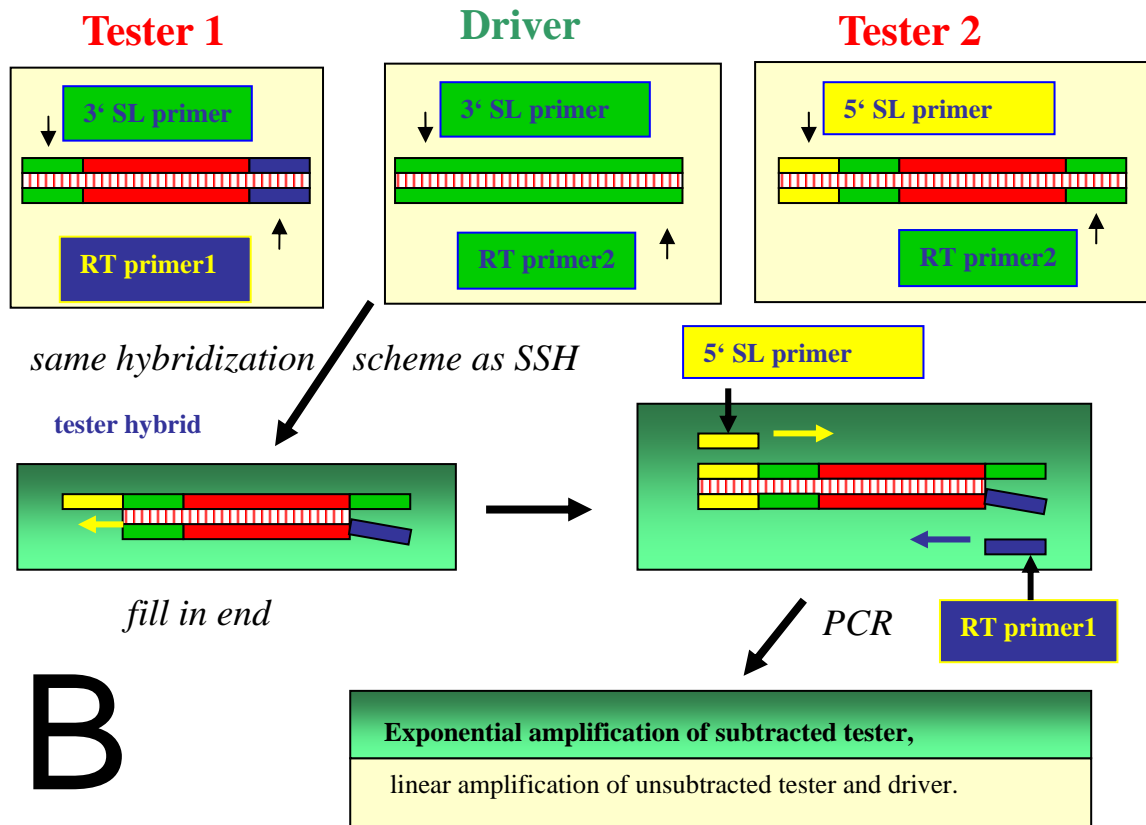 Tester 1
Driver
Tester 2
3‘ SL primer
3‘ SL primer
5‘ SL primer
RT primer1
RT primer2
RT primer2
same hybridization
scheme as SSH
5‘ SL primer
tester hybrid
fill in end
PCR
RT primer1
B
Exponential amplification of subtracted tester,
linear amplification of unsubtracted tester and driver.